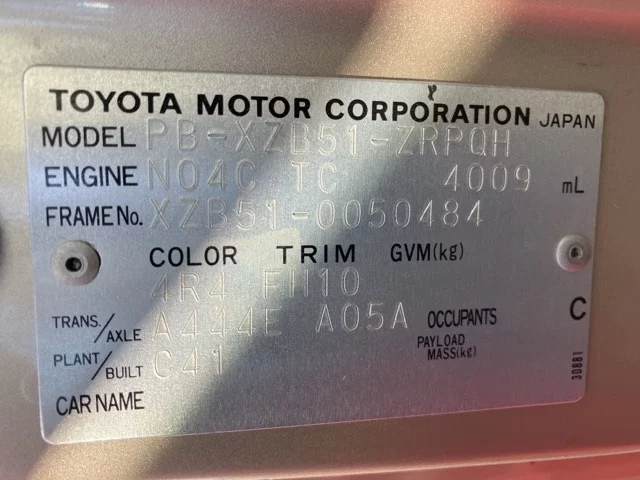 TOYOTA MOTOR CORPORATION JAPAN
MODEL PB-XZB51-ZRPQH
ENGINE N04C TC 4009 mL
FRAME No. XZB51-0050484
COLOR TRIM GVM(kg)
4R4 FII10
TRANS./AXLE A444E A05A OCCUPANTS C
PAYLOAD MASS(kg)
PLANT/BUILT C41
CAR NAME
30881